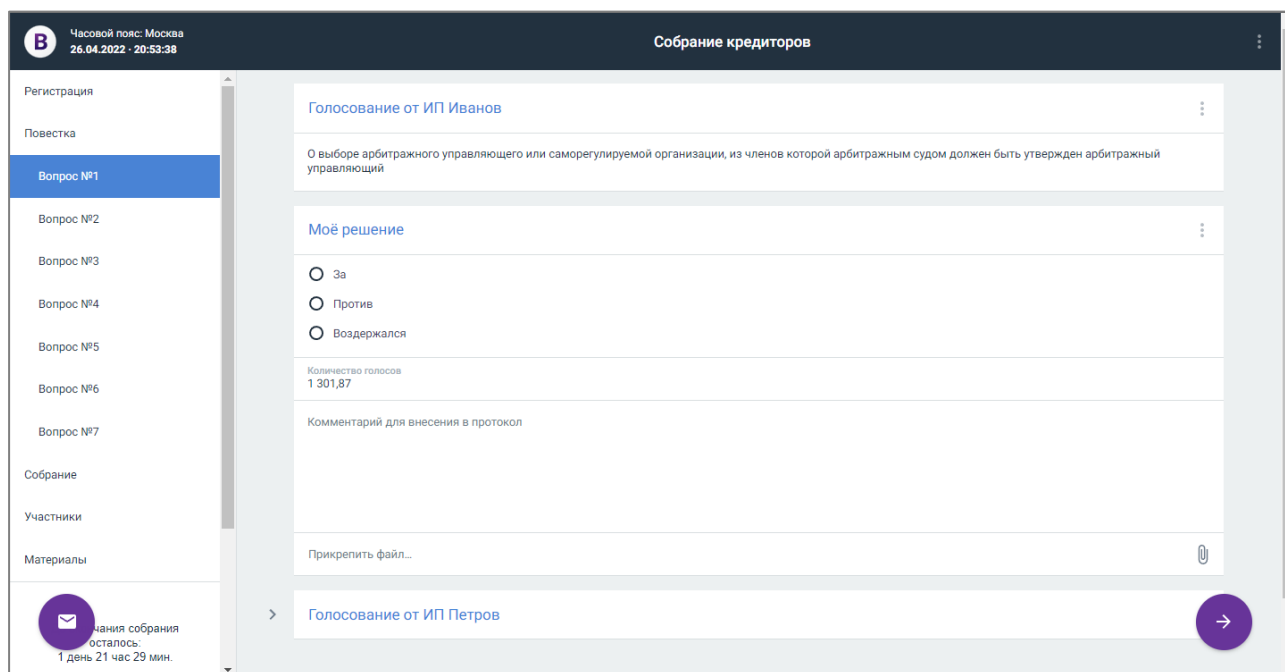 B
Часовой пояс: Москва
26.04.2022 · 20:53:38
Собрание кредиторов
Регистрация
Повестка
Вопрос №1
Вопрос №2
Вопрос №3
Вопрос №4
Вопрос №5
Вопрос №6
Вопрос №7
Собрание
Участники
Материалы
осталось:
1 день 21 час 29 мин.
Голосование от ИП Иванов
О выборе арбитражного управляющего или саморегулируемой организации, из членов которой арбитражным судом должен быть утвержден арбитражный
управляющий
Моё решение
За
Против
Воздержался
Количество голосов
1 301,87
Комментарий для внесения в протокол
Прикрепить файл...
Голосование от ИП Петров